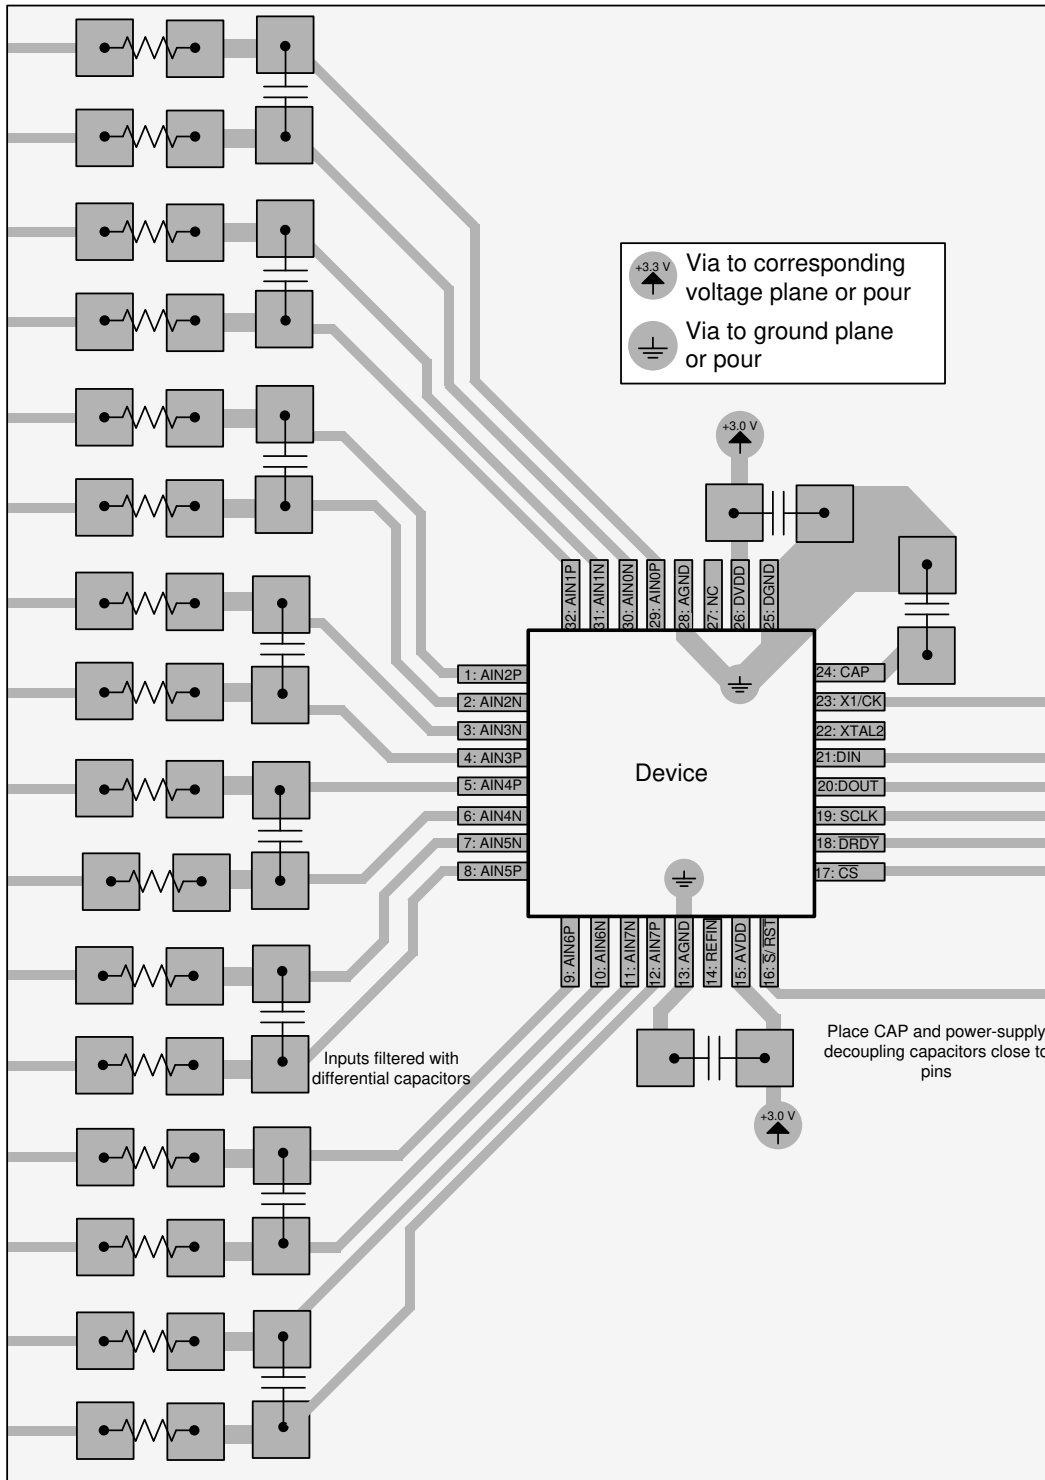 +3.3 V
Via to corresponding
voltage plane or pour
Via to ground plane
or pour
+3.0 V
32: AIN1P
31: AIN1N
30: AIN0N
29: AIN0P
28: AGND
27: NC
26: DVDD
25: DGND
1: AIN2P
2: AIN2N
3: AIN3N
4: AIN3P
5: AIN4P
6: AIN4N
7: AIN5N
8: AIN5P
Device
24: CAP
23: X1/CK
22: XTAL2
21:DIN
20:DOUT
19: SCLK
18: DRDY
17: CS
9: AIN6P
10: AIN6N
11: AIN7N
12: AIN7P
13: AGND
14: REFIN
15: AVDD
16: S/ RST
Inputs filtered with
differential capacitors
Place CAP and power-supply
decoupling capacitors close to
pins
+3.0 V